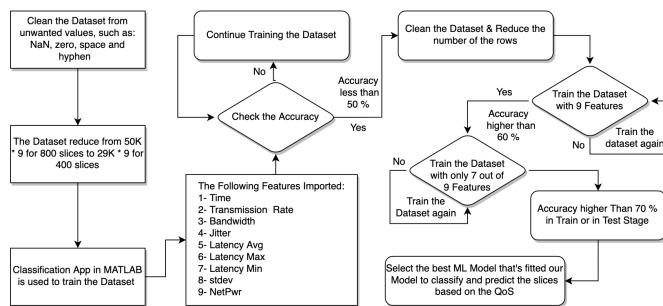 Clean the Dataset from
unwanted values, such as:
NaN, zero, space and
hyphen
The Dataset reduce from 50K
* 9 for 800 slices to 29K * 9 for
400 slices
Classification App in MATLAB
is used to train the Dataset
The Following Features Imported:
1- Time
2- Transmission Rate
3- Bandwidth
4- Jitter
5- Latency Avg
6- Latency Max
7- Latency Min
8- stdev
9- NetPwr
Check the Accuracy
No
Continue Training the Dataset
Accuracy
less than
50 %
Yes
Clean the Dataset & Reduce the
number of the rows
Train the Dataset
with 9 Features
No
Train the
dataset again
Yes
Accuracy
higher than
60 %
Train the Dataset
with only 7 out of
9 Features
No
Train the
Dataset again
Accuracy higher Than 70 %
in Train or in Test Stage
Select the best ML Model that's fitted our
Model to classify and predict the slices
based on the QoS